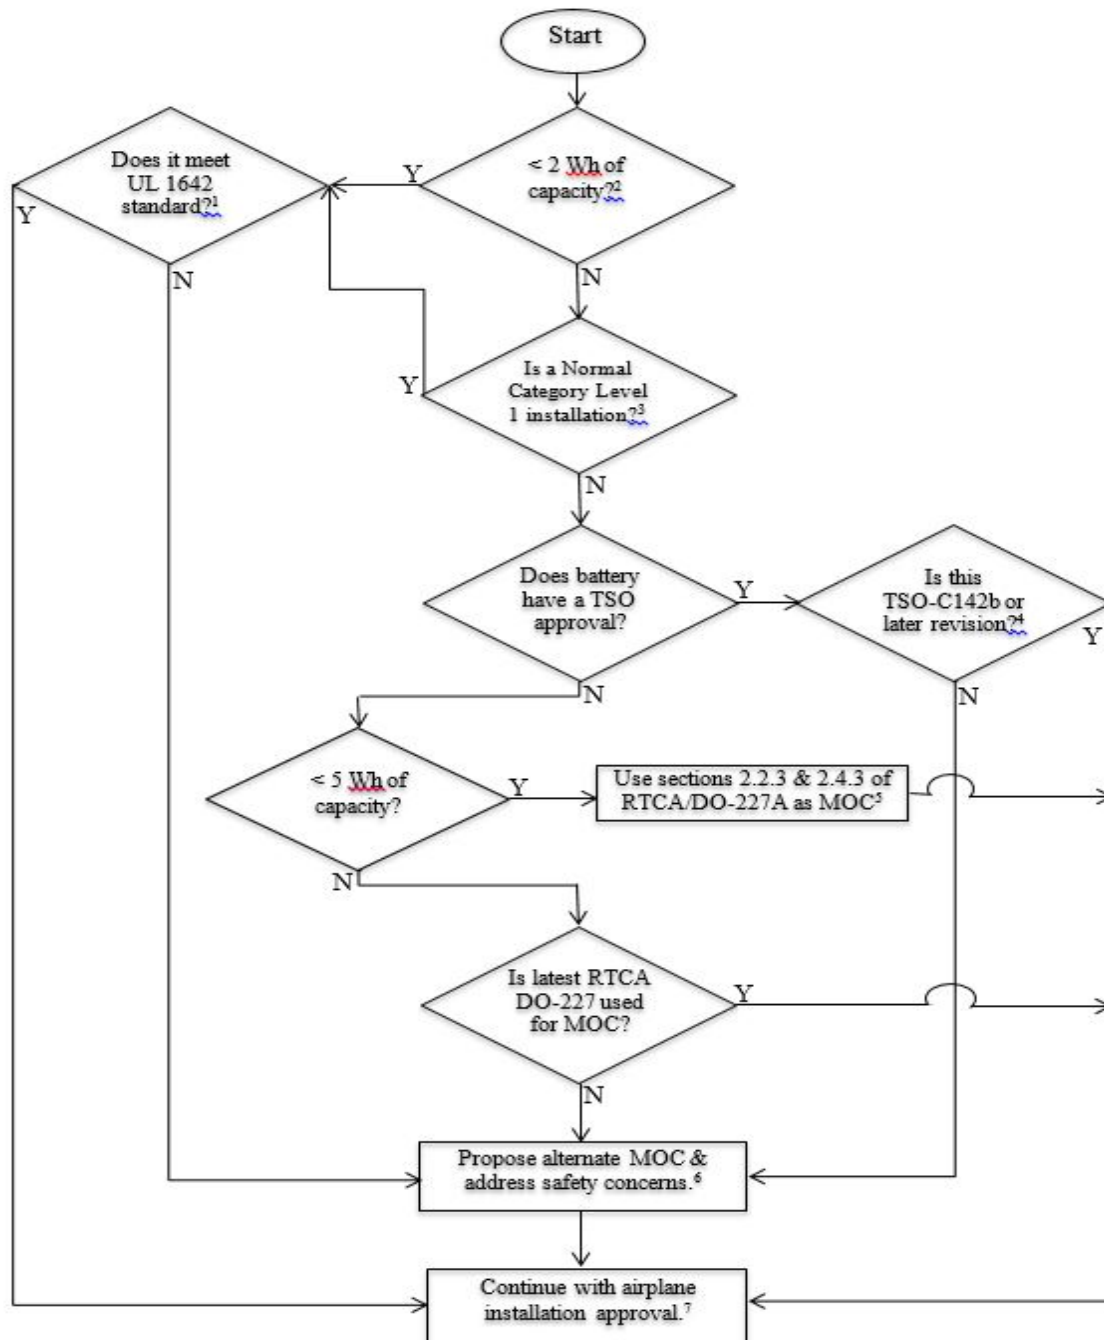 Start
< 2 Wh of
capacity?²
Y
N
Does it meet
UL 1642
standard?¹
Y
N
Is a Normal
Category Level
1 installation?³
Y
N
Does battery
have a TSO
approval?
Y
N
Is this
TSO-C142b or
later revision?⁴
Y
N
< 5 Wh of
capacity?
Y
N
Use sections 2.2.3 & 2.4.3 of
RTCA/DO-227A as MOC⁵
Is latest RTCA
DO-227 used
for MOC?
Y
N
Propose alternate MOC &
address safety concerns.⁶
Continue with airplane
installation approval.⁷